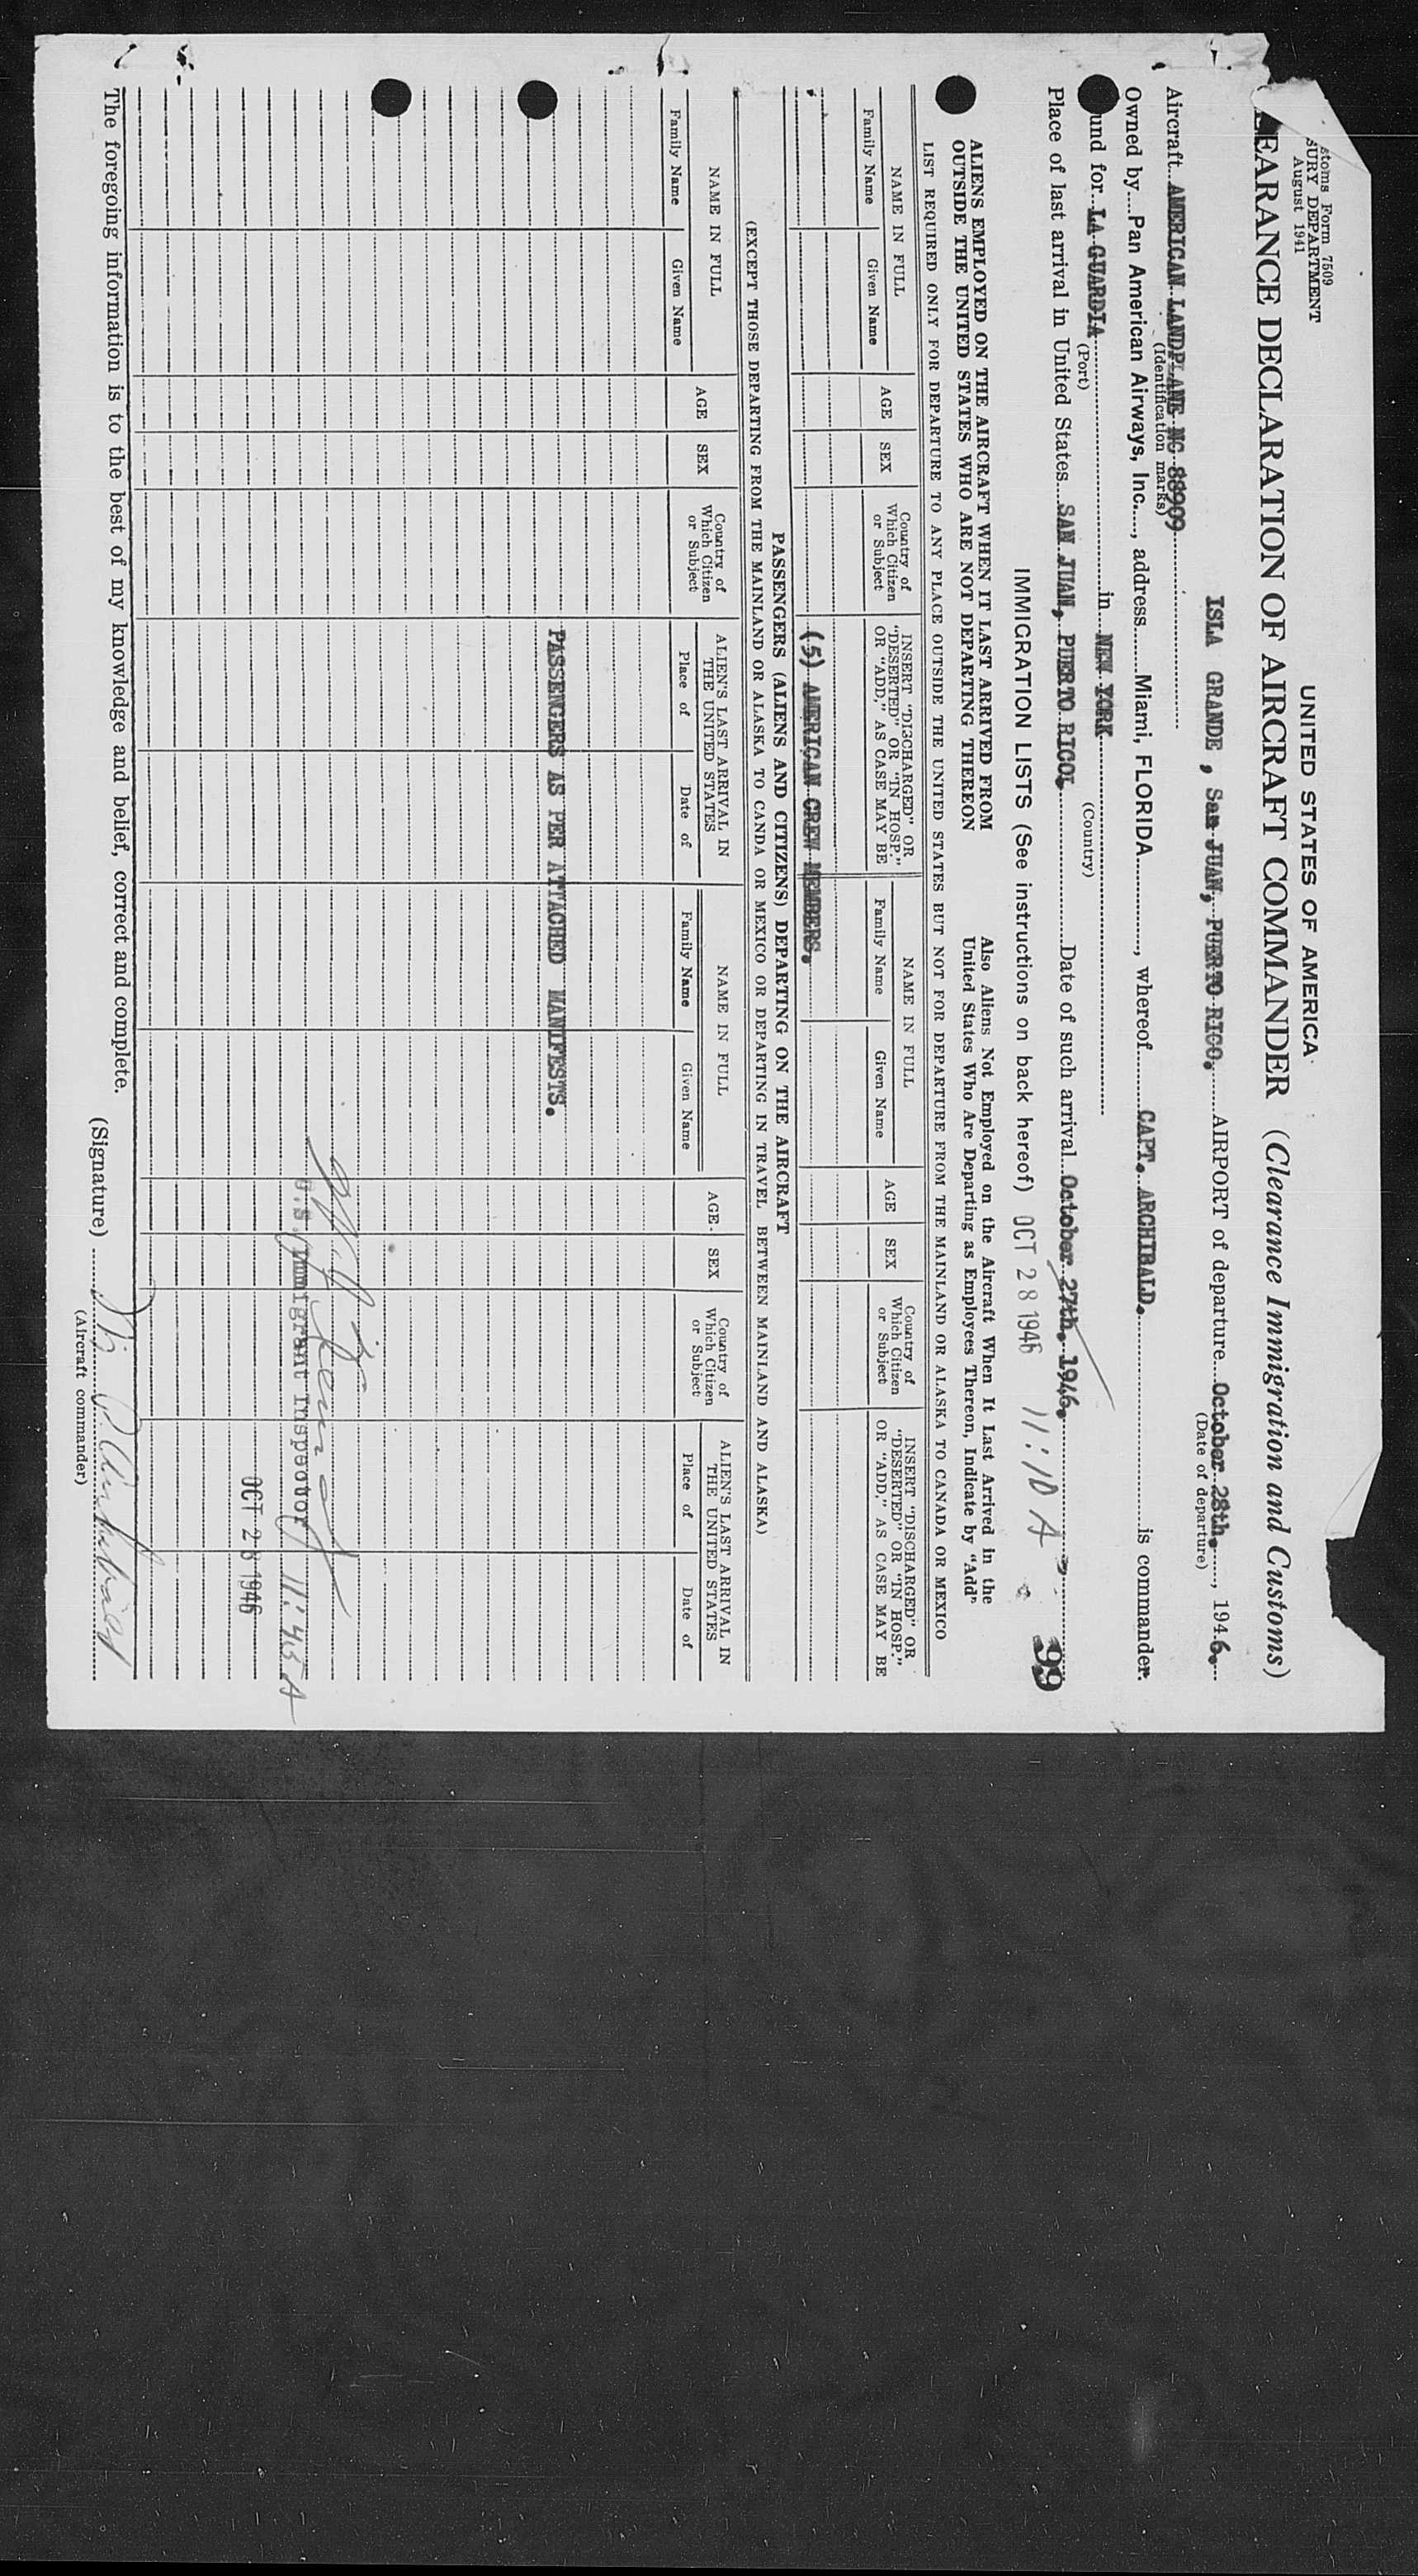 stoms Form 7509
SURY DEPARTMENT
August 1941
UNITED STATES OF AMERICA
EARANCE DECLARATION OF AIRCRAFT COMMANDER (Clearance Immigration and Customs)
ISLA GRANDE, San JUAN, PUERTO RICO. AIRPORT of departure October 28th., 1946.
(Date of departure)
Aircraft AMERICAN LANDPLANE NC 88909
(Identification marks)
Owned by Pan American Airways, Inc., address Miami, FLORIDA, whereof CAPT. ARCHIBALD. is commander.
und for LA GUARDIA in NEW YORK
(Port) (Country)
Place of last arrival in United States SAN JUAN, PUERTO RICO. Date of such arrival October 27th. 1946.
IMMIGRATION LISTS (See instructions on back hereof) OCT 28 1946 11:10 A 99
ALIENS EMPLOYED ON THE AIRCRAFT WHEN IT LAST ARRIVED FROM
OUTSIDE THE UNITED STATES WHO ARE NOT DEPARTING THEREON
Also Aliens Not Employed on the Aircraft When It Last Arrived in the
United States Who Are Departing as Employees Thereon, Indicate by "Add"
LIST REQUIRED ONLY FOR DEPARTURE TO ANY PLACE OUTSIDE THE UNITED STATES BUT NOT FOR DEPARTURE FROM THE MAINLAND OR ALASKA TO CANADA OR MEXICO
NAME IN FULL
Family Name Given Name
AGE
SEX
Country of
Which Citizen
or Subject
INSERT "DISCHARGED" OR
"DESERTED" OR "IN HOSP."
OR "ADD," AS CASE MAY BE
NAME IN FULL
Family Name Given Name
AGE
SEX
Country of
Which Citizen
or Subject
INSERT "DISCHARGED" OR
"DESERTED" OR "IN HOSP."
OR "ADD," AS CASE MAY BE
(5) AMERICAN CREW MEMBERS.
PASSENGERS (ALIENS AND CITIZENS) DEPARTING ON THE AIRCRAFT
(EXCEPT THOSE DEPARTING FROM THE MAINLAND OR ALASKA TO CANDA OR MEXICO OR DEPARTING IN TRAVEL BETWEEN MAINLAND AND ALASKA)
NAME IN FULL
Family Name Given Name
AGE
SEX
Country of
Which Citizen
or Subject
ALIEN'S LAST ARRIVAL IN
THE UNITED STATES
Place of Date of
NAME IN FULL
Family Name Given Name
AGE
SEX
Country of
Which Citizen
or Subject
ALIEN'S LAST ARRIVAL IN
THE UNITED STATES
Place of Date of
PASSENGERS AS PER ATTACHED MANIFESTS.
U.S. Immigrant Inspector 11:45 A
OCT 28 1946
The foregoing information is to the best of my knowledge and belief, correct and complete.
(Signature)
(Aircraft commander)